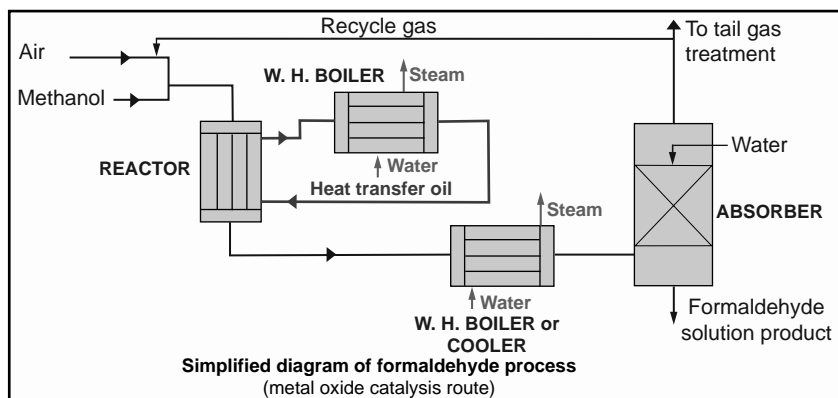 Recycle gas
To tail gas
treatment
Air
Methanol
W. H. BOILER
Steam
Water
REACTOR
Water
Heat transfer oil
ABSORBER
Steam
Water
W. H. BOILER or
COOLER
Formaldehyde
solution product
Simplified diagram of formaldehyde process
(metal oxide catalysis route)